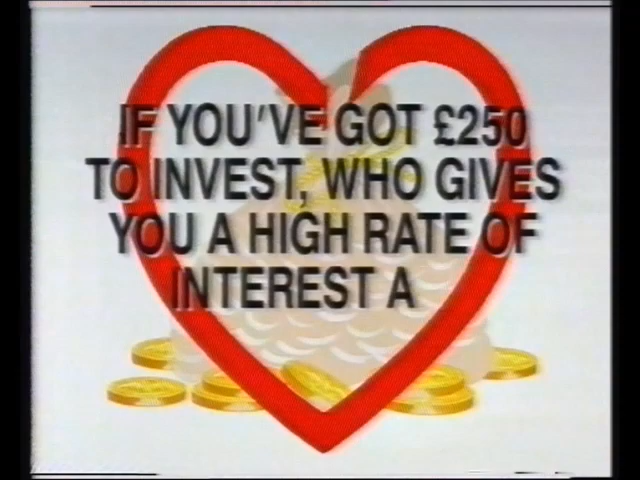 IF YOU'VE GOT £250
TO INVEST, WHO GIVES
YOU A HIGH RATE OF
INTEREST A